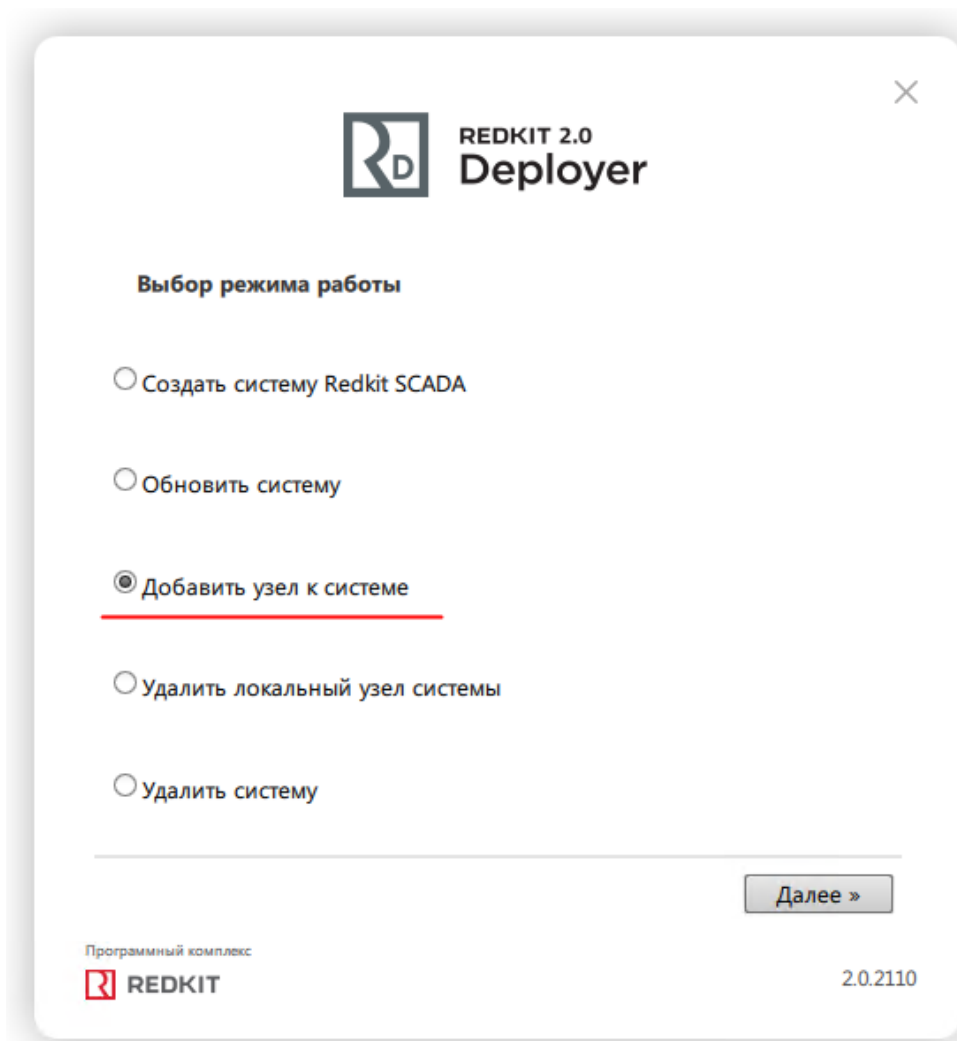 RD
REDKIT 2.0
Deployer
Выбор режима работы
Создать систему Redkit SCADA
Обновить систему
Добавить узел к системе
Удалить локальный узел системы
Удалить систему
Далее »
Программный комплекс
REDKIT
2.0.2110